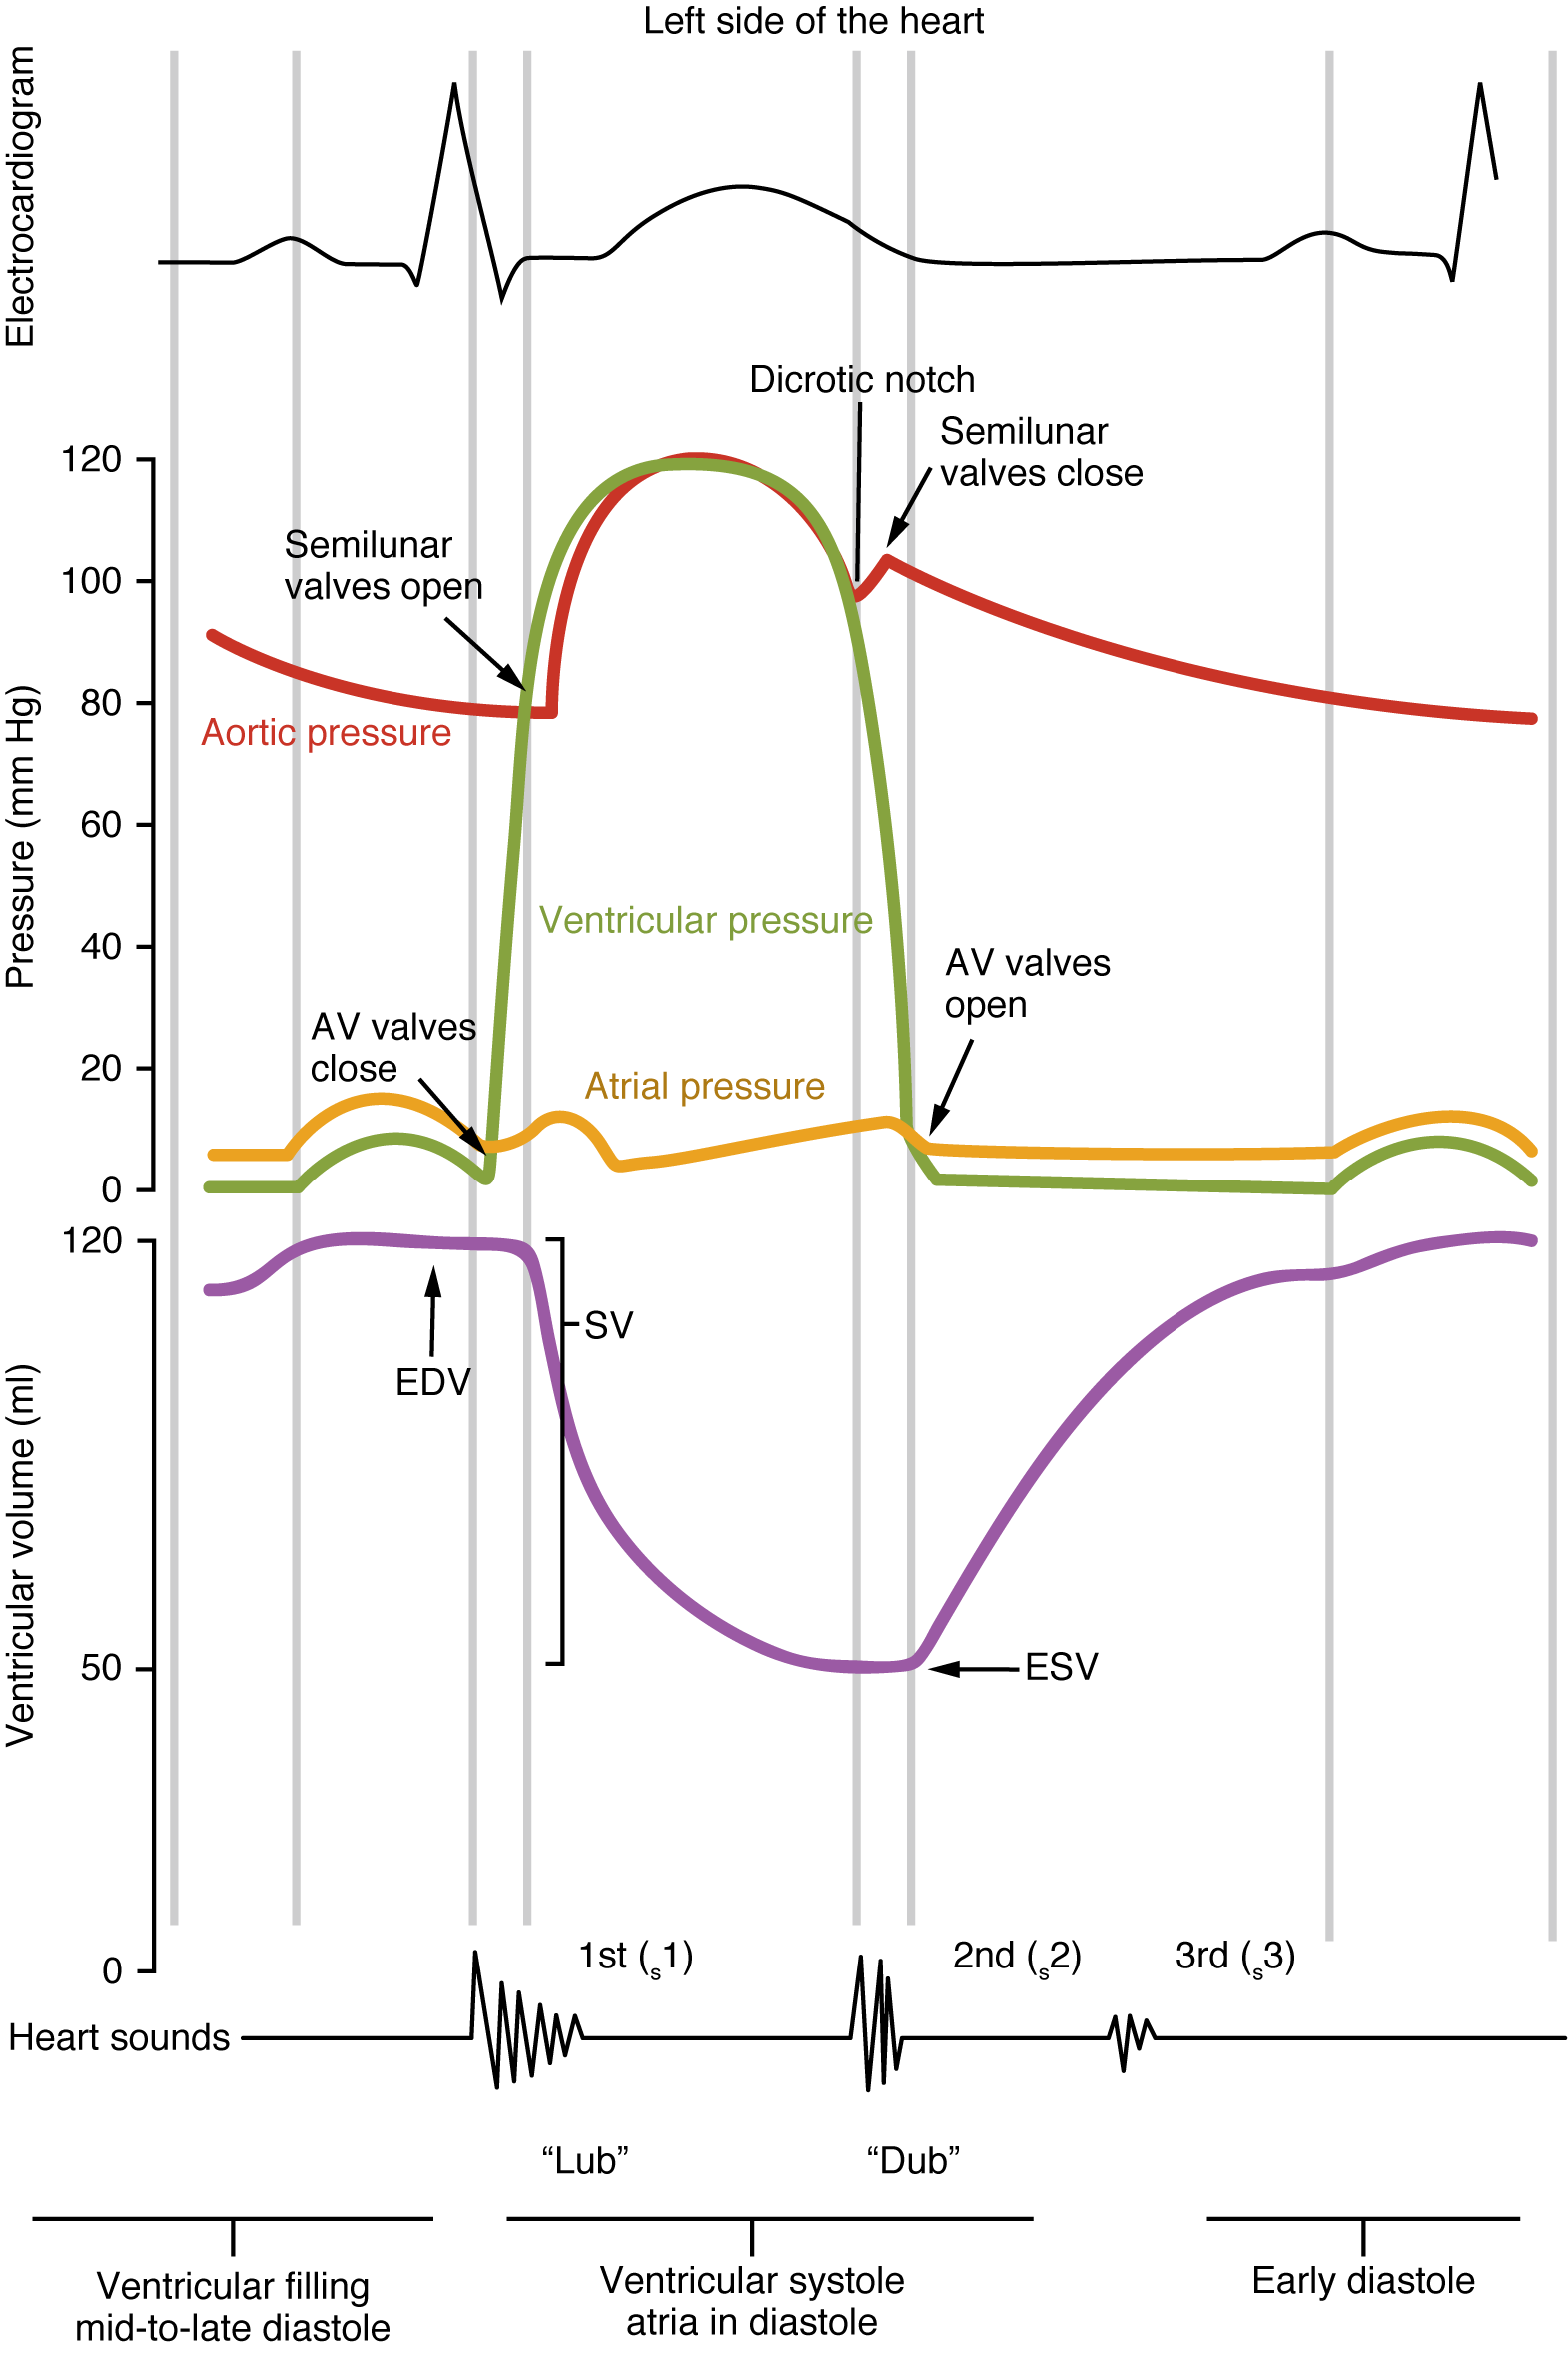 Left side of the heart
Electrocardiogram
Dicrotic notch
Semilunar
valves close
Semilunar
valves open
Pressure (mm Hg)
120
100
80
60
40
20
0
Aortic pressure
Ventricular pressure
AV valves
open
AV valves
close
Atrial pressure
Ventricular volume (ml)
120
50
0
SV
EDV
ESV
1st (s1)
2nd (s2)
3rd (s3)
Heart sounds
“Lub”
“Dub”
Ventricular filling
mid-to-late diastole
Ventricular systole
atria in diastole
Early diastole